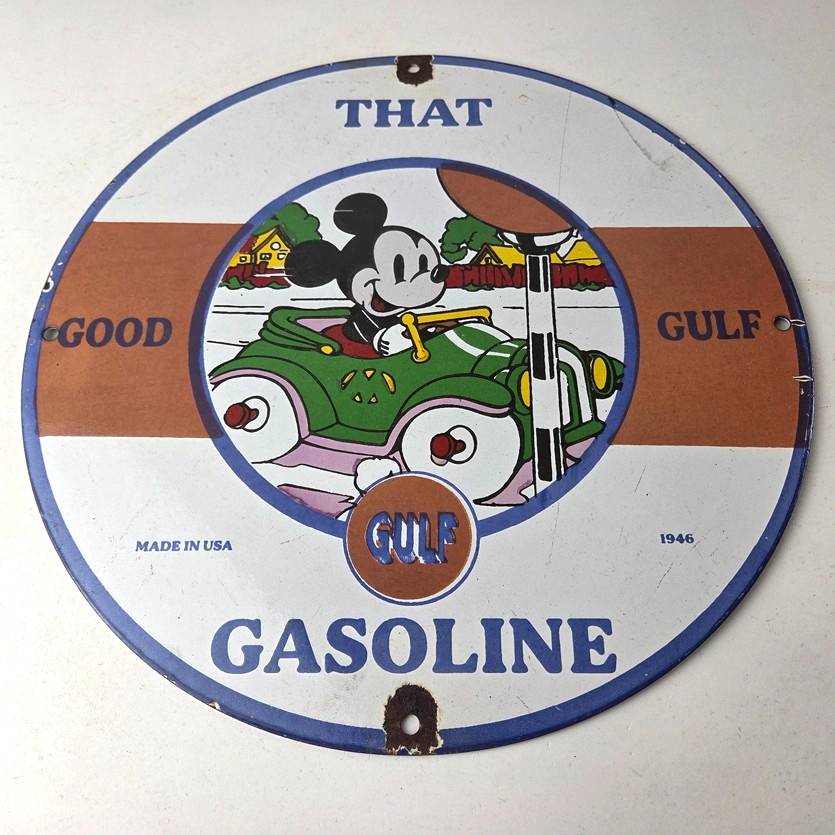 THAT
GOOD GULF
MADE IN USA 1946
GULF
GASOLINE